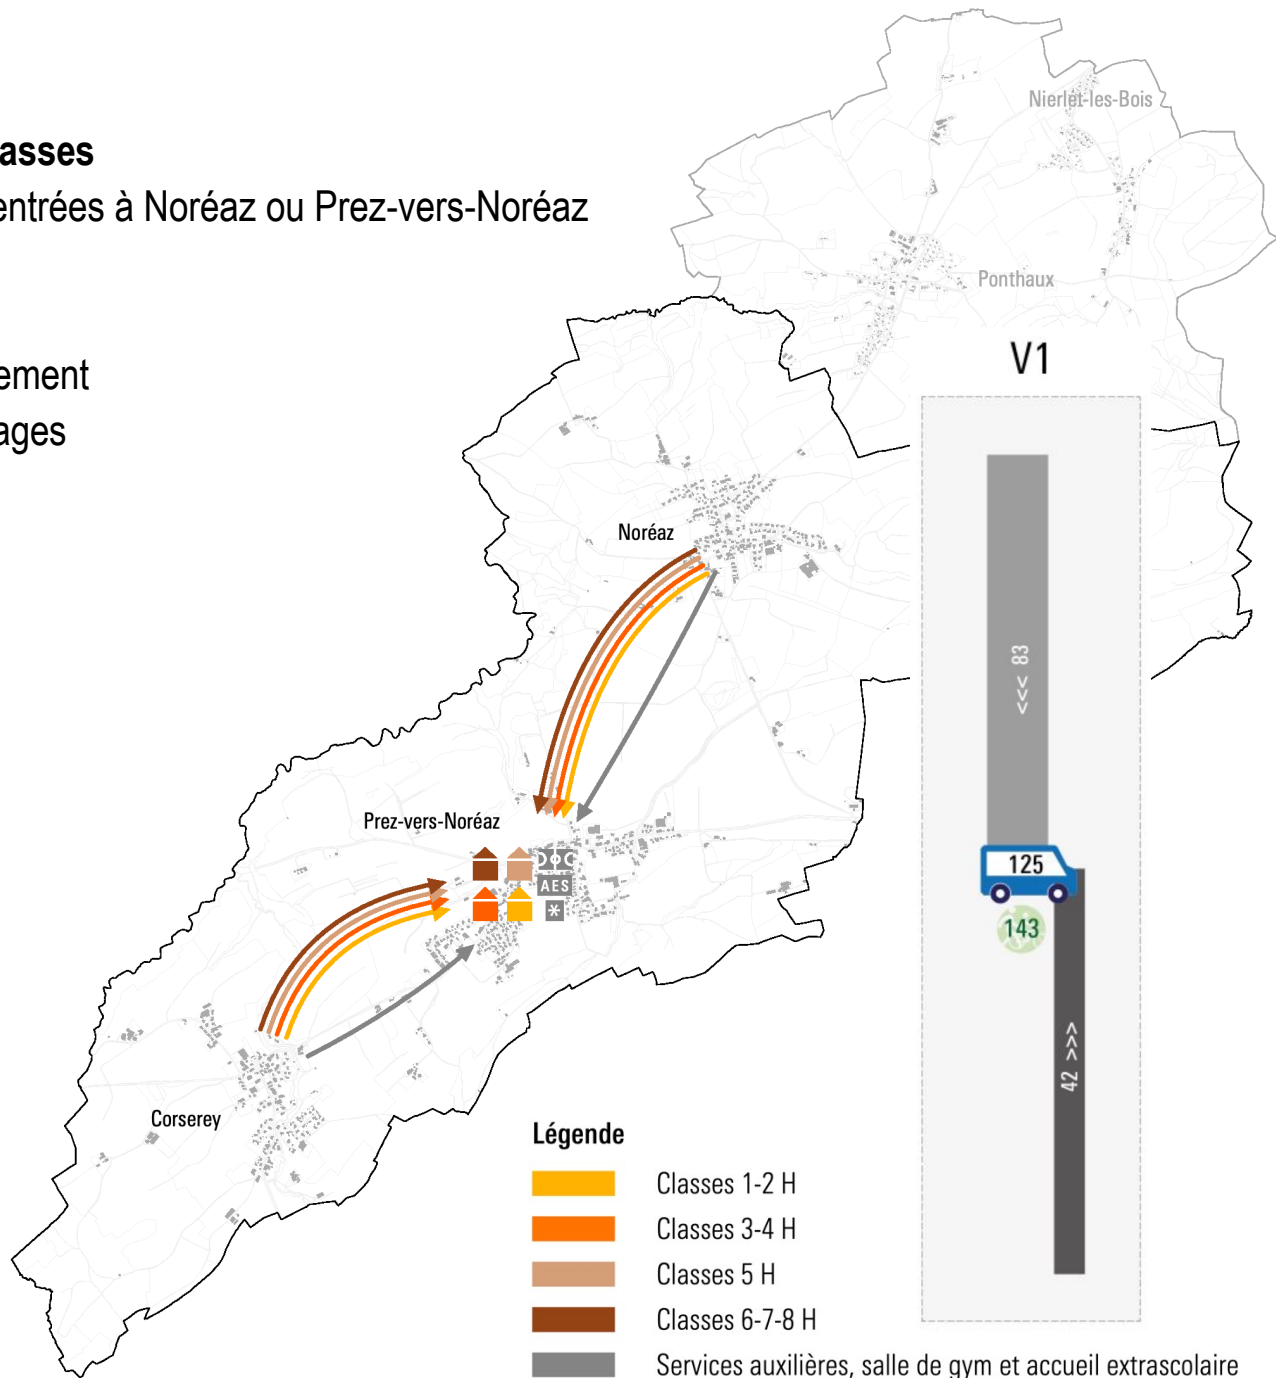 asses
entrées à Noréaz ou Prez-vers-Noréaz
ement
ages
Nierlet-les-Bois
Ponthaux
V1
Noréaz
<<< 83
Prez-vers-Noréaz
AES
*
125
143
42 >>>
Corserey
Légende
Classes 1-2 H
Classes 3-4 H
Classes 5 H
Classes 6-7-8 H
Services auxilières, salle de gym et accueil extrascolaire